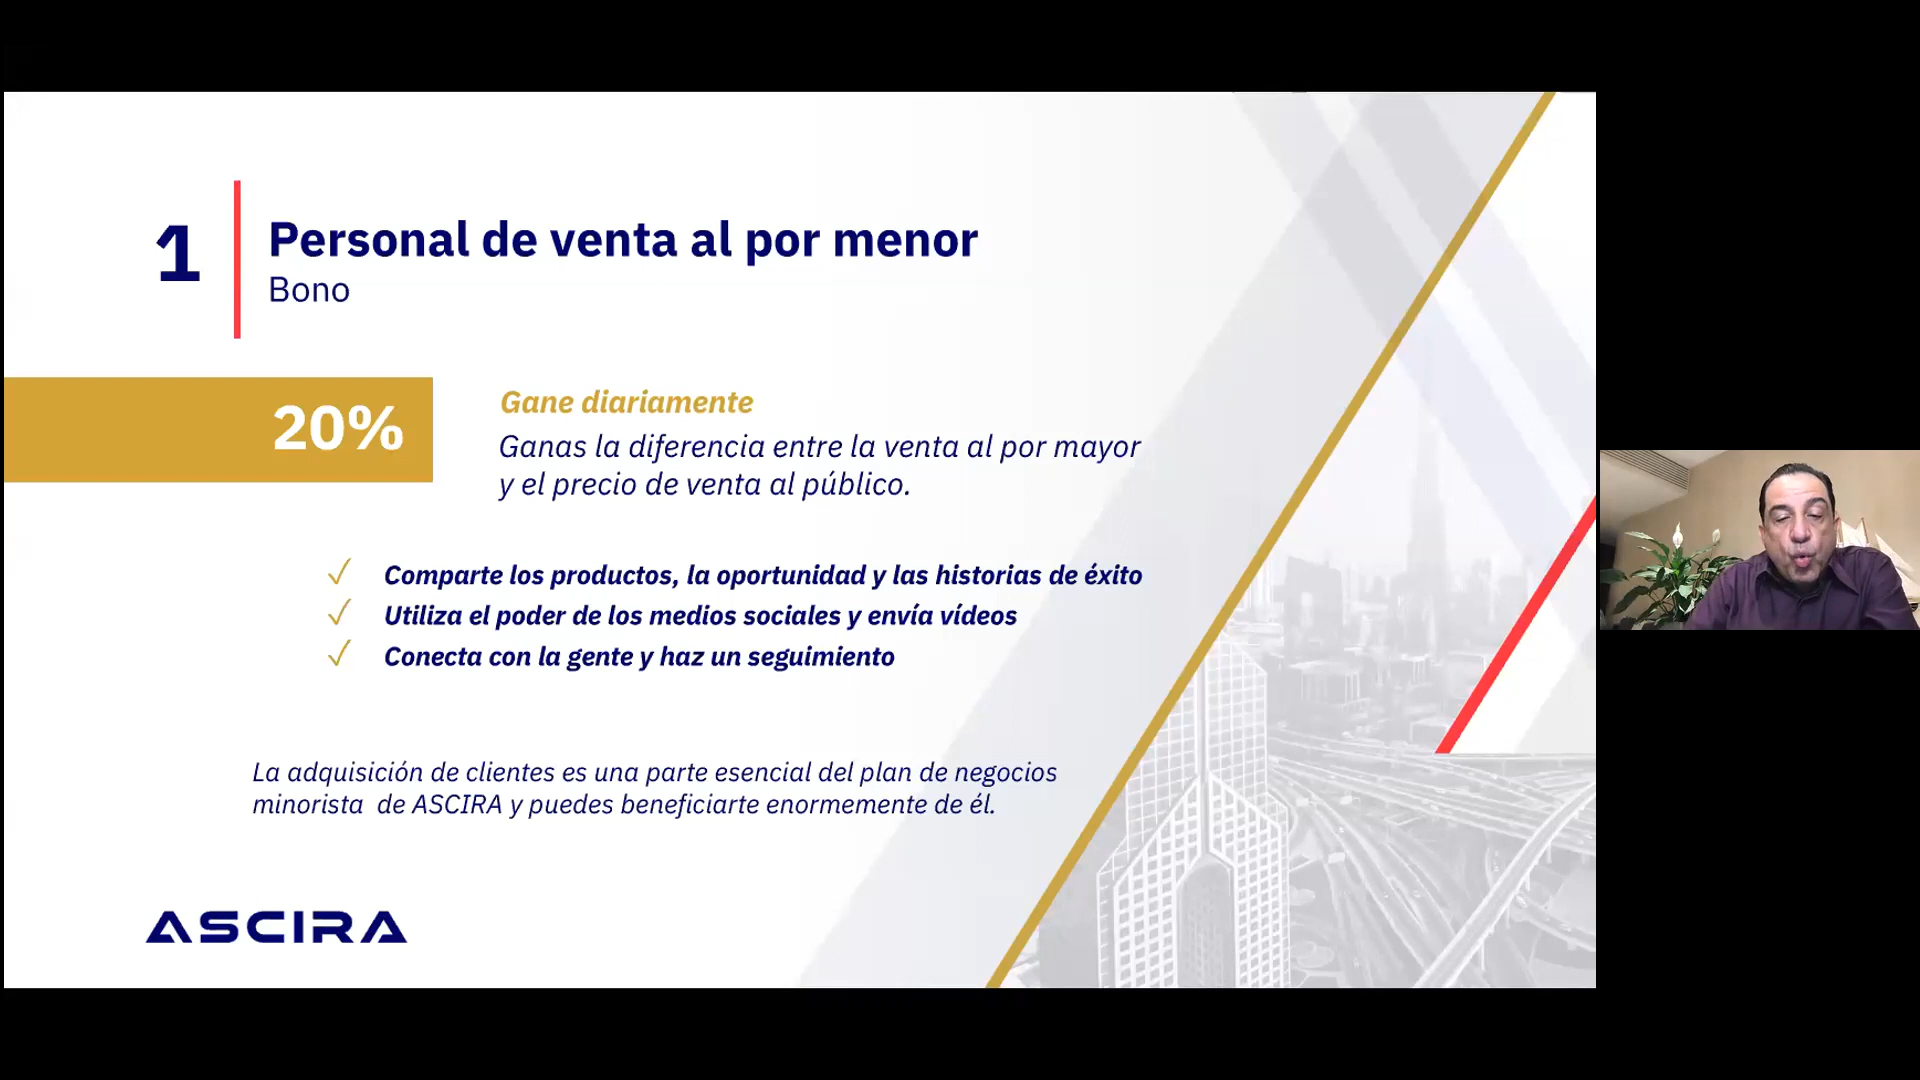 1
Personal de venta al por menor
Bono
20%
Gane diariamente
Ganas la diferencia entre la venta al por mayor
y el precio de venta al público.
✓ Comparte los productos, la oportunidad y las historias de éxito
✓ Utiliza el poder de los medios sociales y envía vídeos
✓ Conecta con la gente y haz un seguimiento
La adquisición de clientes es una parte esencial del plan de negocios
minorista de ASCIRA y puedes beneficiarte enormemente de él.
ASCIRA